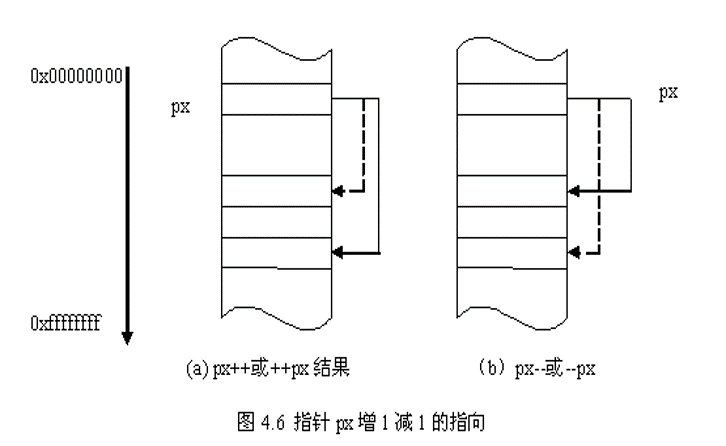 0x00000000
px
px
0xffffffff
(a) px++或++px 结果
（b）px--或--px
图 4.6 指针 px 增 1 减 1 的指向